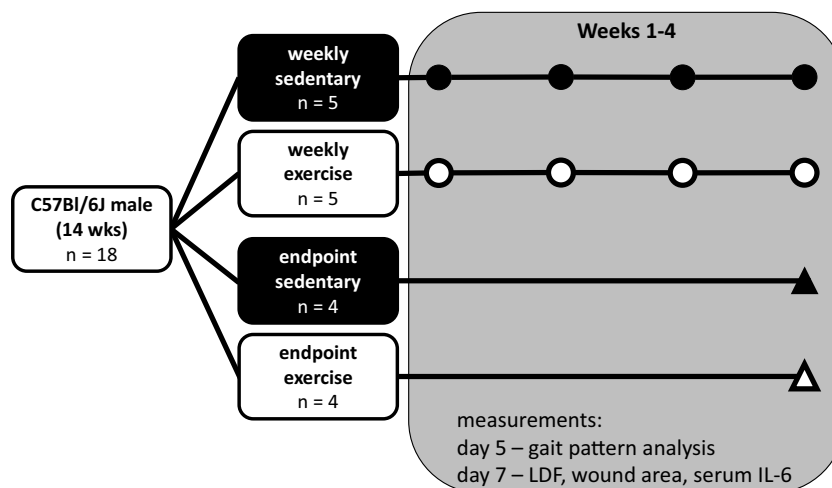 Weeks 1-4
weekly
sedentary
n = 5
weekly
exercise
n = 5
C57Bl/6J male
(14 wks)
n = 18
endpoint
sedentary
n = 4
endpoint
exercise
n = 4
measurements:
day 5 – gait pattern analysis
day 7 – LDF, wound area, serum IL-6